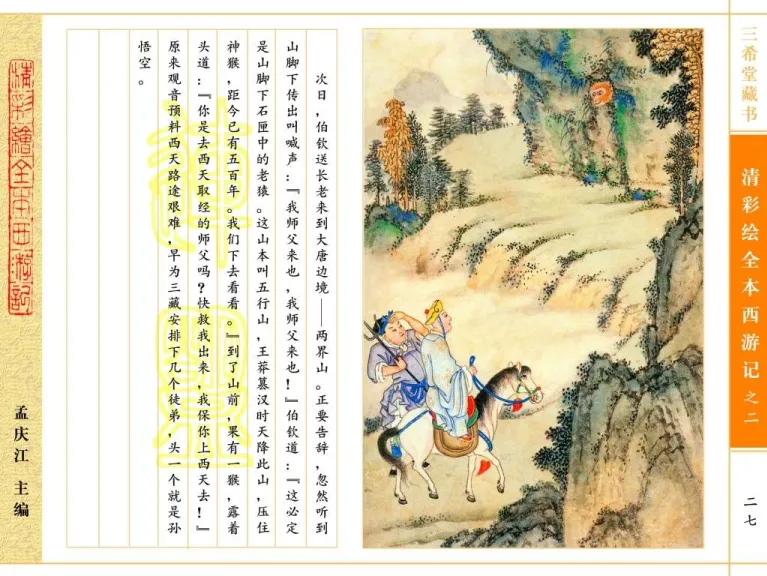 三希堂藏书
清彩绘全本西游记之二
二七
次日，伯钦送长老来到大唐边境——两界山。正要告辞，忽然听到
山脚下传出叫喊声：『我师父来也，我师父来也！』伯钦道：『这必定
是山脚下石匣中的老猿。这山本叫五行山，王莽篡汉时天降此山，压住
神猴，距今已有五百年。我们下去看看。』到了山前，果有一猴，露着
头道：『你是去西天取经的师父吗？快救我出来，我保你上西天去！』
原来观音预料西天路途艰难，早为三藏安排下几个徒弟，头一个就是孙
悟空。
清彩繪全本西游記
孟庆江 主编